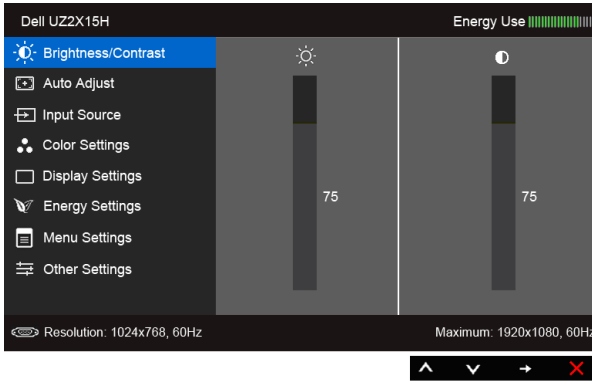 Dell UZ2X15H
Energy Use
Brightness/Contrast
Auto Adjust
Input Source
Color Settings
Display Settings
Energy Settings
Menu Settings
Other Settings
75
75
Resolution: 1024x768, 60Hz
Maximum: 1920x1080, 60Hz